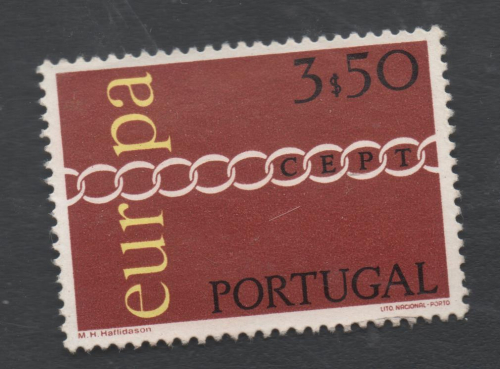 3$50
europa
CEPT
PORTUGAL
M.H. Haflidason
LITO. NACIONAL-PORTO